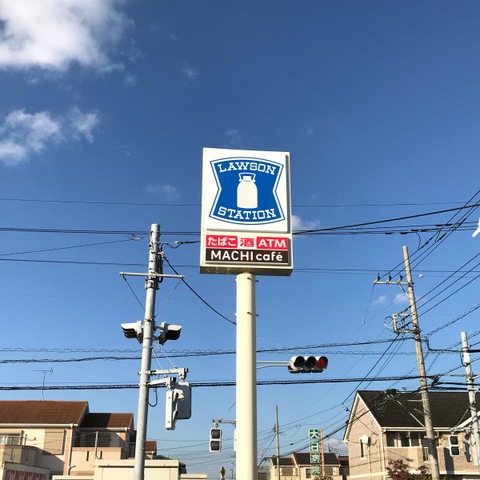 LAWSON
STATION
たばこ 酒 ATM
MACHI café